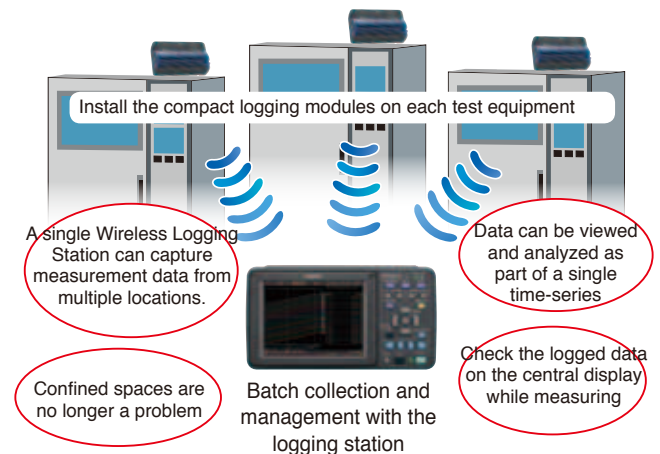 Install the compact logging modules on each test equipment
A single Wireless Logging
Station can capture
measurement data from
multiple locations.
Data can be viewed
and analyzed as
part of a single
time-series
Confined spaces are
no longer a problem
Batch collection and
management with the
logging station
Check the logged data
on the central display
while measuring